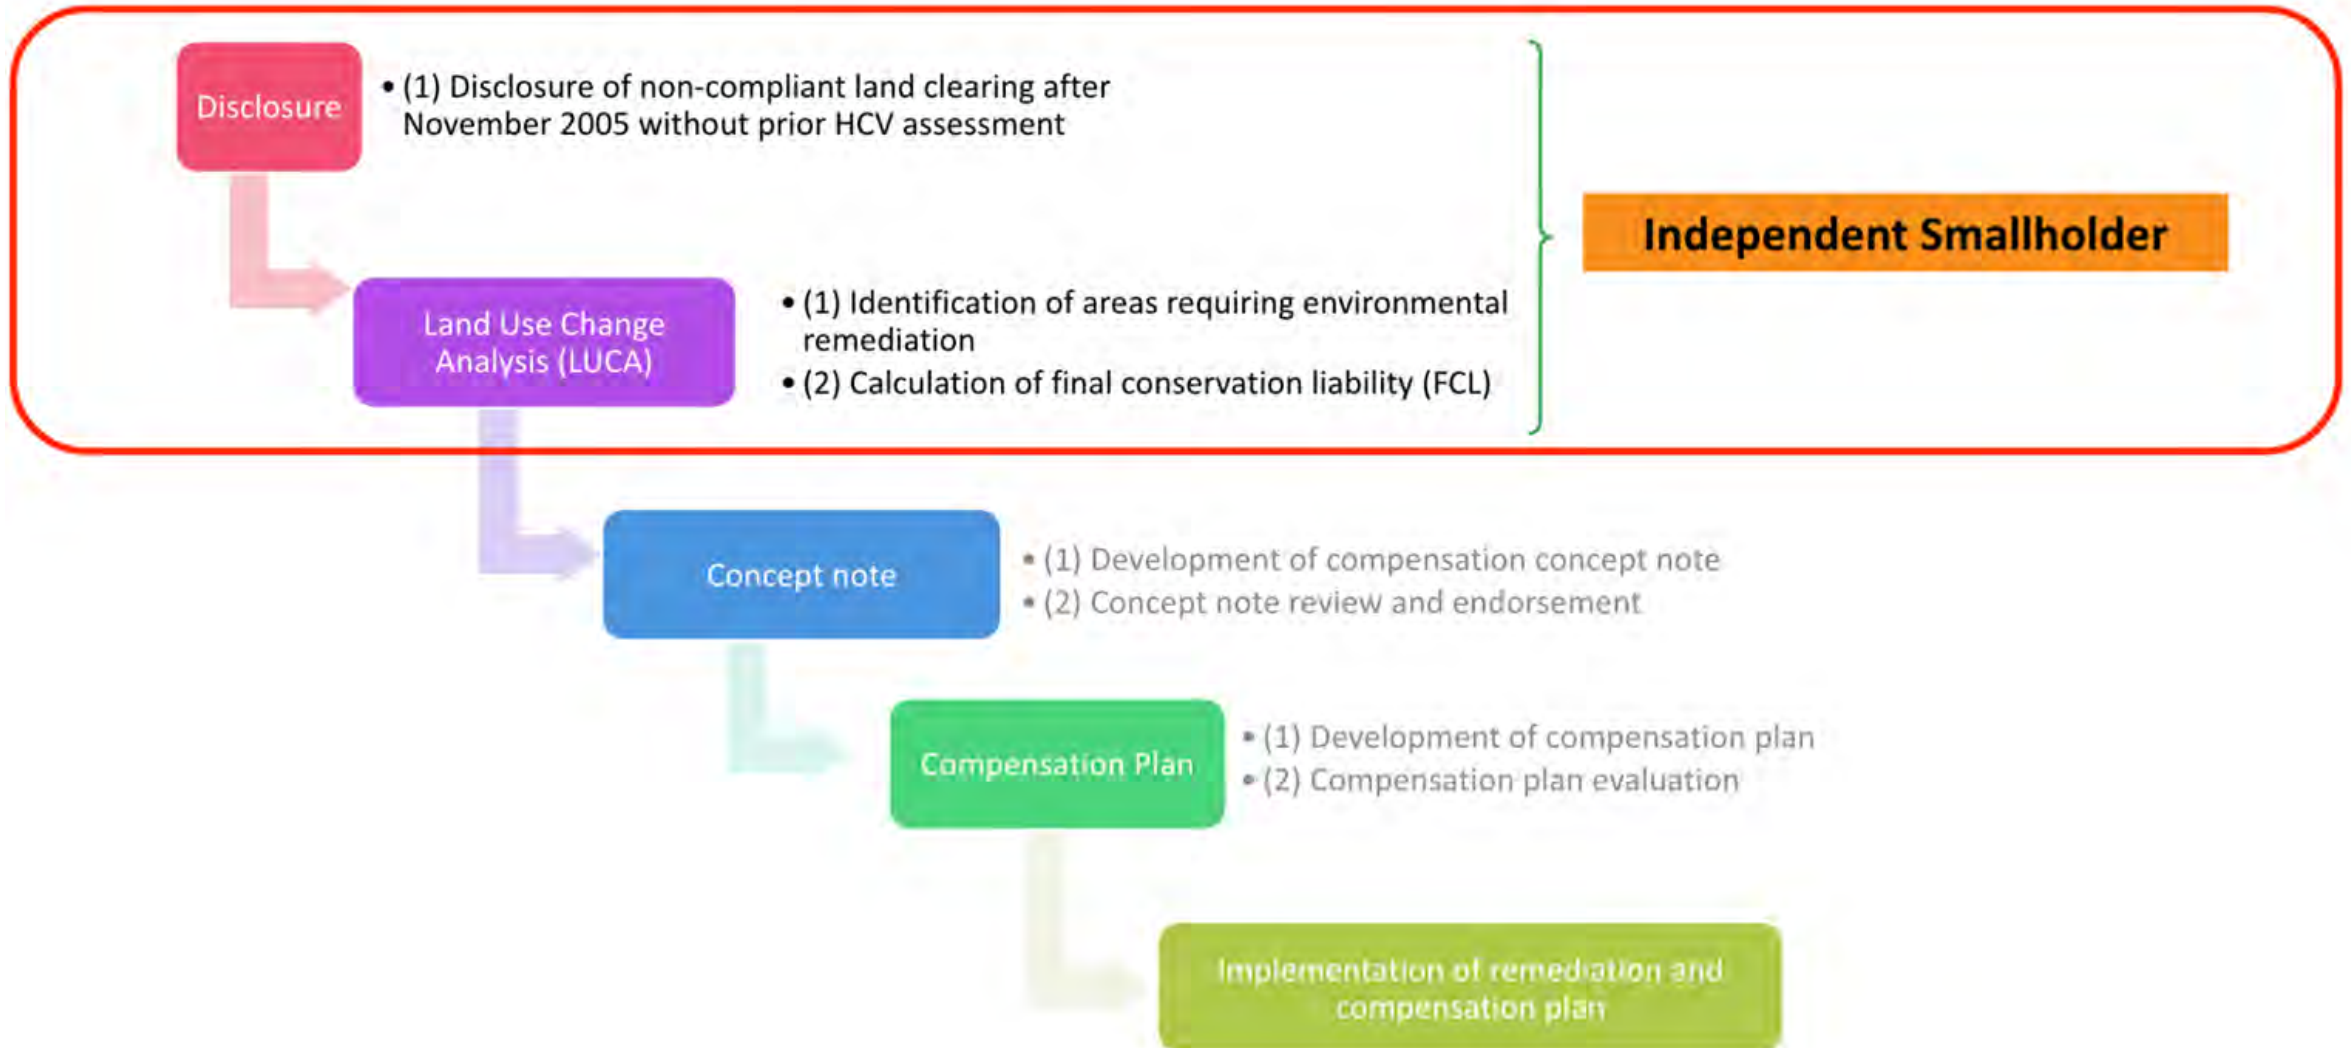 Disclosure
• (1) Disclosure of non-compliant land clearing after
November 2005 without prior HCV assessment
Independent Smallholder
Land Use Change
Analysis (LUCA)
• (1) Identification of areas requiring environmental
remediation
• (2) Calculation of final conservation liability (FCL)
Concept note
• (1) Development of compensation concept note
• (2) Concept note review and endorsement
Compensation Plan
• (1) Development of compensation plan
• (2) Compensation plan evaluation
Implementation of remediation and
compensation plan